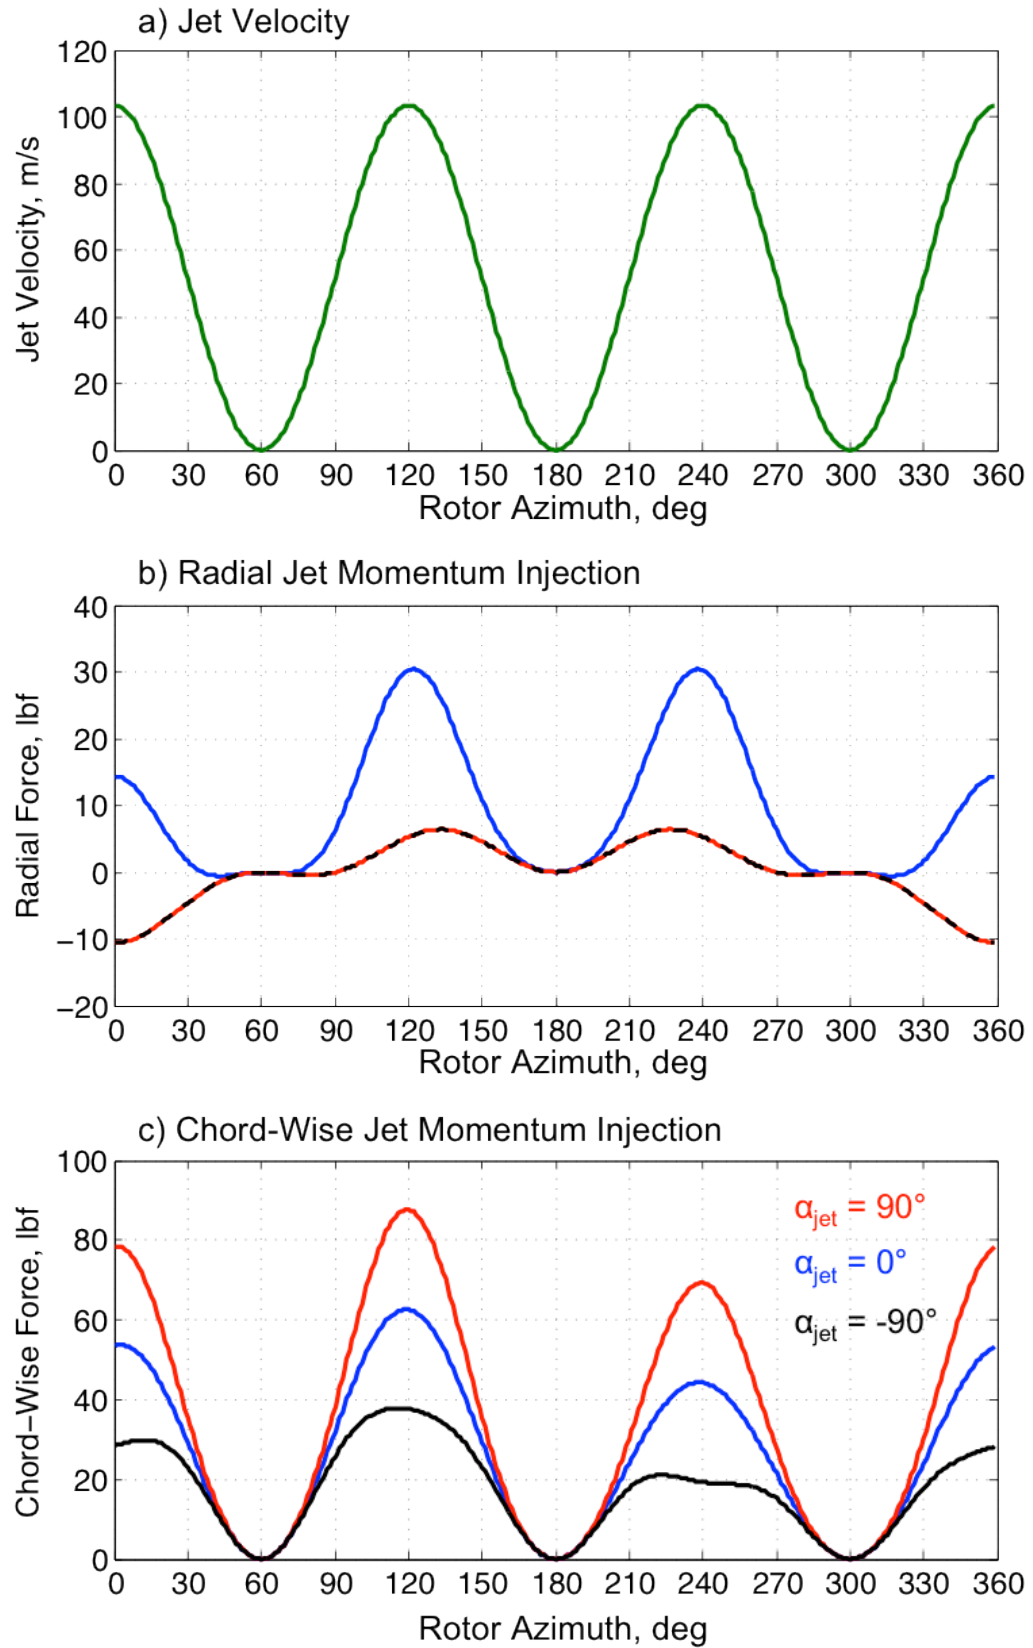 a) Jet Velocity
120
100
80
60
40
20
0
Jet Velocity, m/s
0 30 60 90 120 150 180 210 240 270 300 330 360
Rotor Azimuth, deg
b) Radial Jet Momentum Injection
40
30
20
10
0
−10
−20
Radial Force, lbf
0 30 60 90 120 150 180 210 240 270 300 330 360
Rotor Azimuth, deg
c) Chord-Wise Jet Momentum Injection
100
80
60
40
20
0
Chord−Wise Force, lbf
αjet = 90°
αjet = 0°
αjet = -90°
0 30 60 90 120 150 180 210 240 270 300 330 360
Rotor Azimuth, deg